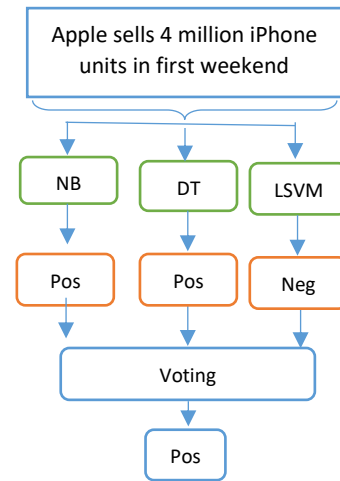 Apple sells 4 million iPhone
units in first weekend
NB
DT
LSVM
Pos
Pos
Neg
Voting
Pos